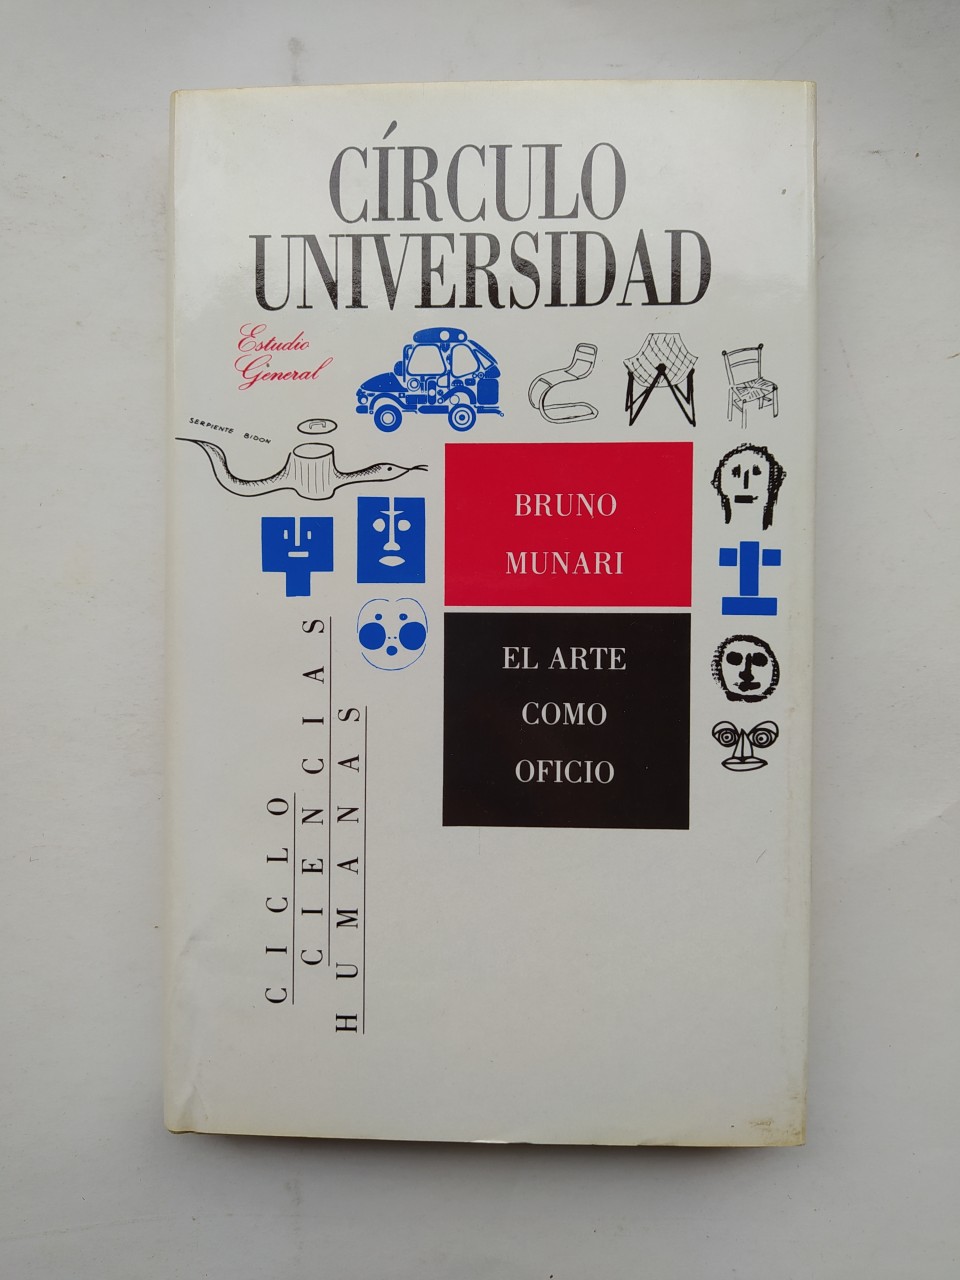 CÍRCULO
UNIVERSIDAD
Estudio
General
SERPIENTE BIDON
BRUNO
MUNARI
EL ARTE
COMO
OFICIO
CICLO
CIENCIAS
HUMANAS